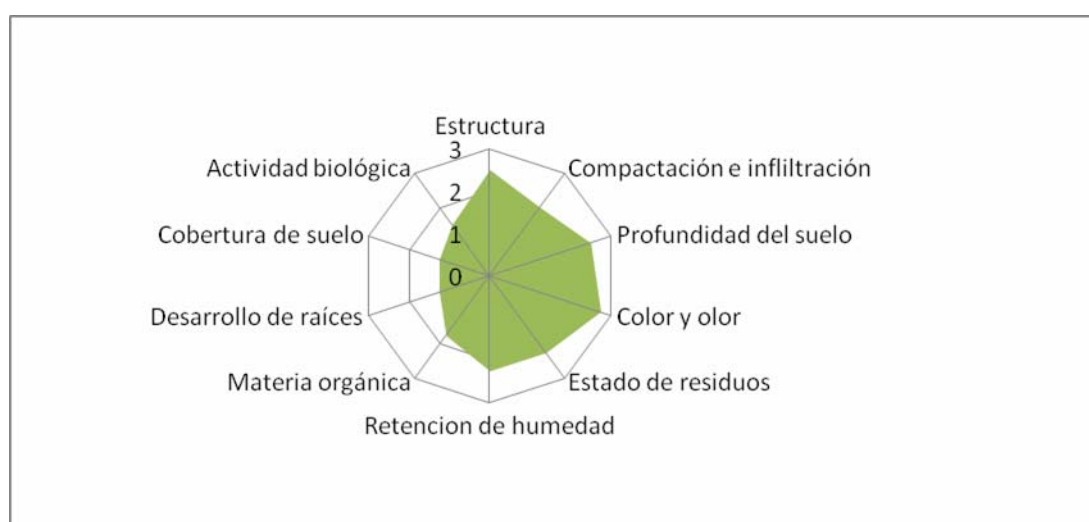 Estructura
3
Actividad biológica
Compactación e infliltración
2
Cobertura de suelo
1
Profundidad del suelo
0
Desarrollo de raíces
Color y olor
Materia orgánica
Estado de residuos
Retencion de humedad